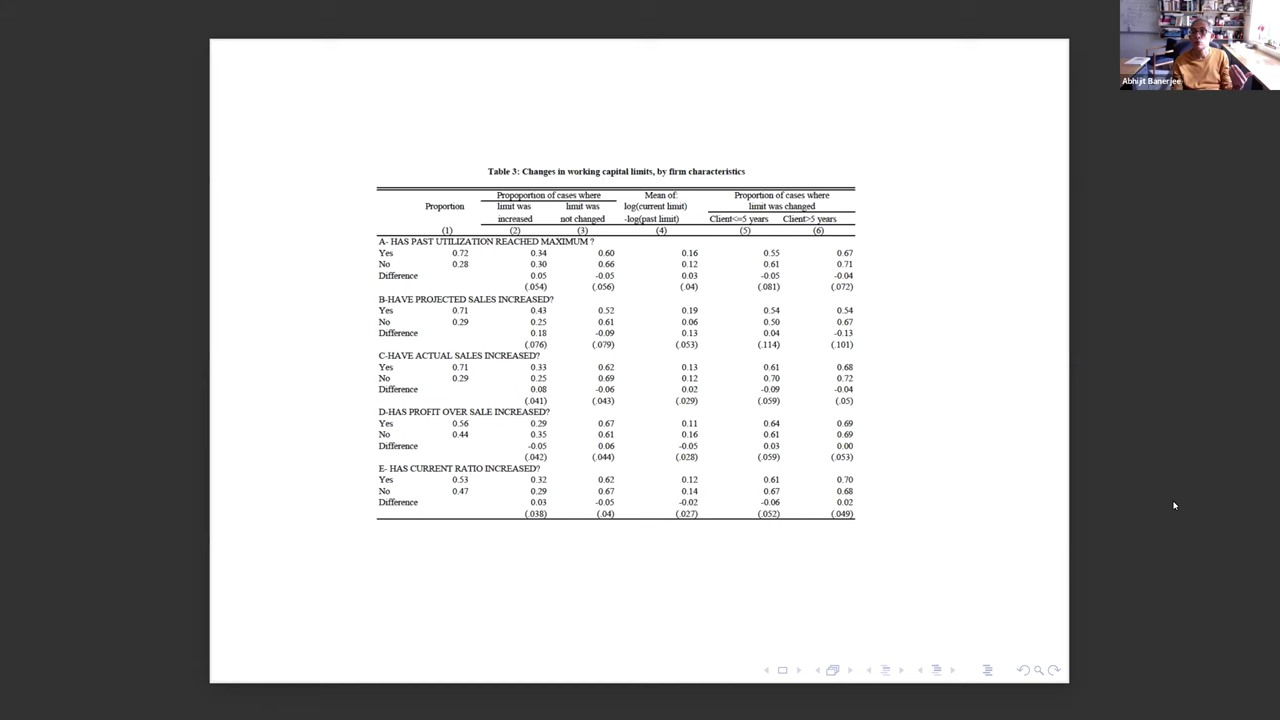 Abhijit Banerjee
Table 3: Changes in working capital limits, by firm characteristics
Propoportion of cases where Mean of: Proportion of cases where
Proportion limit was limit was log(current limit) limit was changed
increased not changed -log(past limit) Client<=5 years Client>5 years
(1) (2) (3) (4) (5) (6)
A- HAS PAST UTILIZATION REACHED MAXIMUM ?
Yes 0.72 0.34 0.60 0.16 0.55 0.67
No 0.28 0.30 0.66 0.12 0.61 0.71
Difference 0.05 -0.05 0.03 -0.05 -0.04
(.054) (.056) (.04) (.081) (.072)
B-HAVE PROJECTED SALES INCREASED?
Yes 0.71 0.43 0.52 0.19 0.54 0.54
No 0.29 0.25 0.61 0.06 0.50 0.67
Difference 0.18 -0.09 0.13 0.04 -0.13
(.076) (.079) (.053) (.114) (.101)
C-HAVE ACTUAL SALES INCREASED?
Yes 0.71 0.33 0.62 0.13 0.61 0.68
No 0.29 0.25 0.69 0.12 0.70 0.72
Difference 0.08 -0.06 0.02 -0.09 -0.04
(.041) (.043) (.029) (.059) (.05)
D-HAS PROFIT OVER SALE INCREASED?
Yes 0.56 0.29 0.67 0.11 0.64 0.69
No 0.44 0.35 0.61 0.16 0.61 0.69
Difference -0.05 0.06 -0.05 0.03 0.00
(.042) (.044) (.028) (.059) (.053)
E- HAS CURRENT RATIO INCREASED?
Yes 0.53 0.32 0.62 0.12 0.61 0.70
No 0.47 0.29 0.67 0.14 0.67 0.68
Difference 0.03 -0.05 -0.02 -0.06 0.02
(.038) (.04) (.027) (.052) (.049)